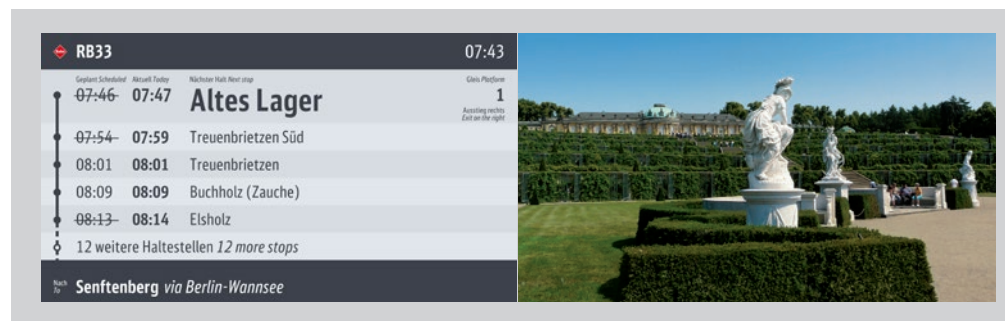 RB33 07:43
Geplant Scheduled Aktuell Today Nächster Halt Next stop Gleis Platform
07:46 07:47 Altes Lager 1
Ausstieg rechts
Exit on the right
07:54 07:59 Treuenbrietzen Süd
08:01 08:01 Treuenbrietzen
08:09 08:09 Buchholz (Zauche)
08:13 08:14 Elsholz
12 weitere Haltestellen 12 more stops
Nach
To
Senftenberg via Berlin-Wannsee